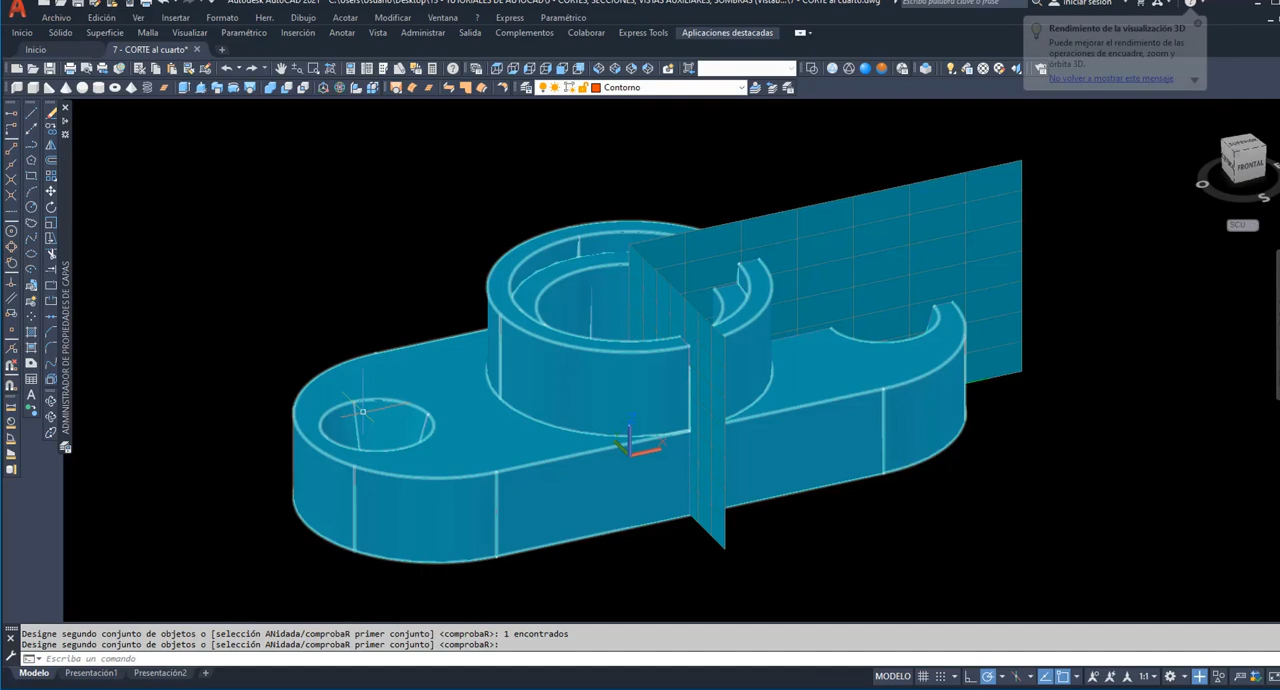 Autodesk AutoCAD 2021
Archivo Edición Ver Insertar Formato Herr. Dibujo Acotar Modificar Ventana ? Express Paramétrico
Inicio Sólido Superficie Malla Visualizar Paramétrico Inserción Anotar Vista Administrar Salida Complementos Colaborar Express Tools Aplicaciones destacadas
Inicio 7 - CORTE al cuarto*
Contorno
Rendimiento de la visualización 3D
Puede mejorar el rendimiento de las
operaciones de encuadre, zoom y
órbita 3D.
No volver a mostrar este mensaje
SUPERIOR
FRONTAL
O
S
SCU
ADMINISTRADOR DE PROPIEDADES DE CAPAS
Designe segundo conjunto de objetos o [selección ANidada/comprobaR primer conjunto] <comprobaR>: 1 encontrados
Designe segundo conjunto de objetos o [selección ANidada/comprobaR primer conjunto] <comprobaR>:
Escriba un comando
Modelo Presentación1 Presentación2 +
MODELO 1:1